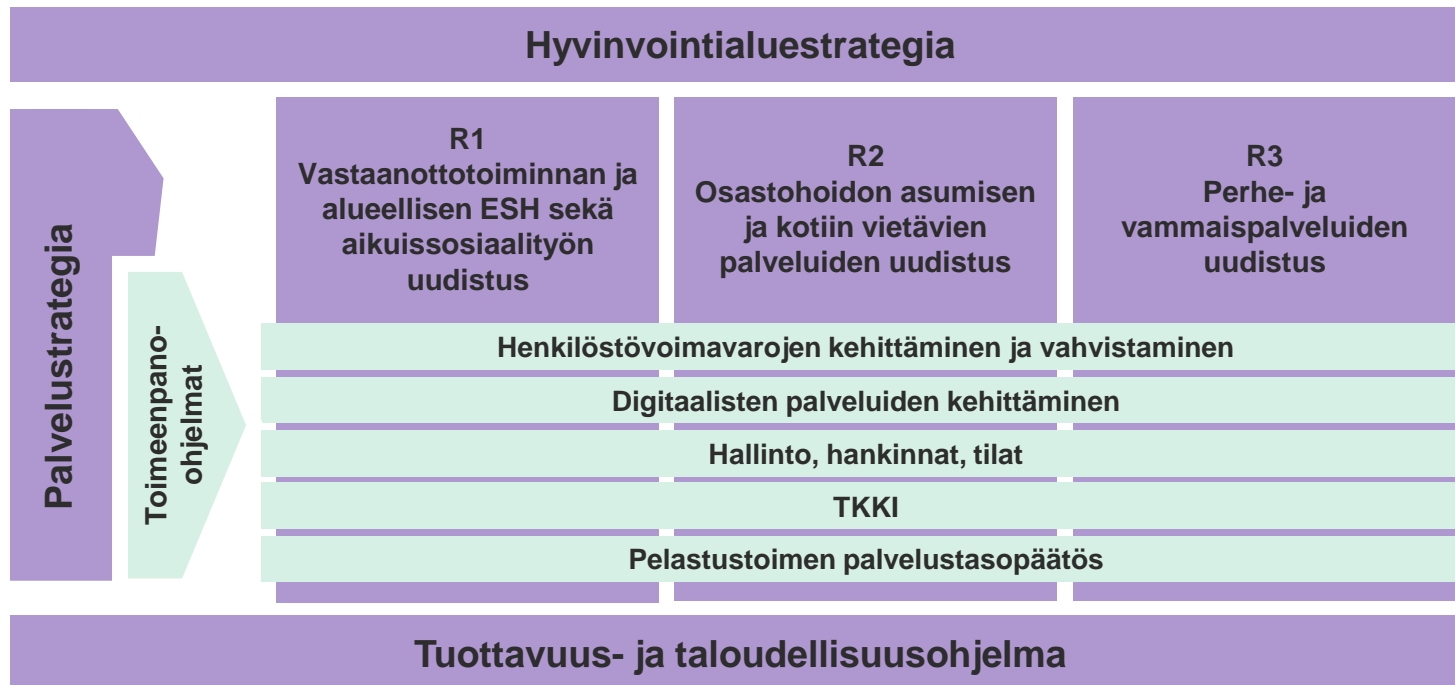 Hyvinvointialuestrategia
Palvelustrategia
Toimeenpano-
ohjelmat
R1
Vastaanottotoiminnan ja
alueellisen ESH sekä
aikuissosiaalityön
uudistus
R2
Osastohoidon asumisen
ja kotiin vietävien
palveluiden uudistus
R3
Perhe- ja
vammaispalveluiden
uudistus
Henkilöstövoimavarojen kehittäminen ja vahvistaminen
Digitaalisten palveluiden kehittäminen
Hallinto, hankinnat, tilat
TKKI
Pelastustoimen palvelustasopäätös
Tuottavuus- ja taloudellisuusohjelma